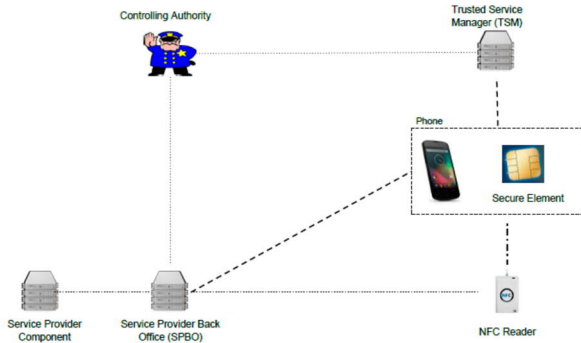 Controlling Authority
Trusted Service
Manager (TSM)
Phone
Secure Element
NFC
Service Provider
Component
Service Provider Back
Office (SPBO)
NFC Reader